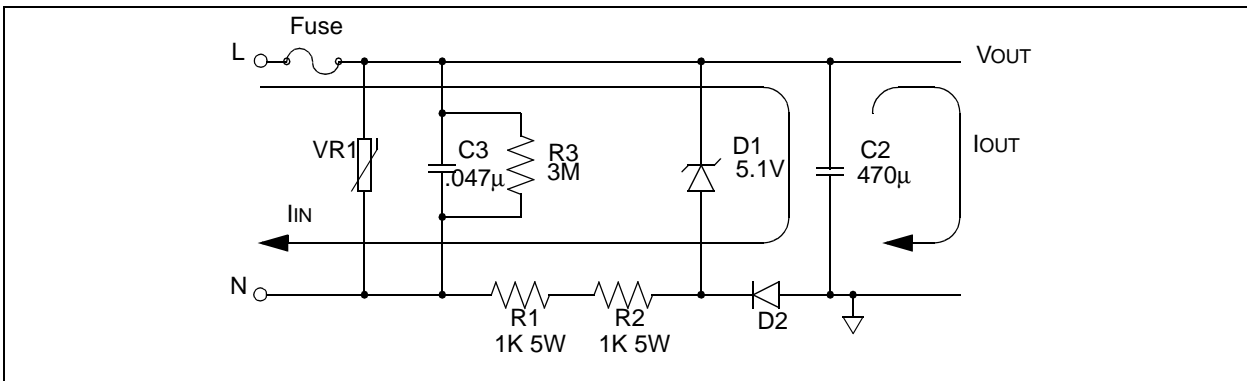 Fuse
L
VOUT
VR1
C3
.047μ
R3
3M
D1
5.1V
C2
470μ
IOUT
IIN
N
R1
1K 5W
R2
1K 5W
D2